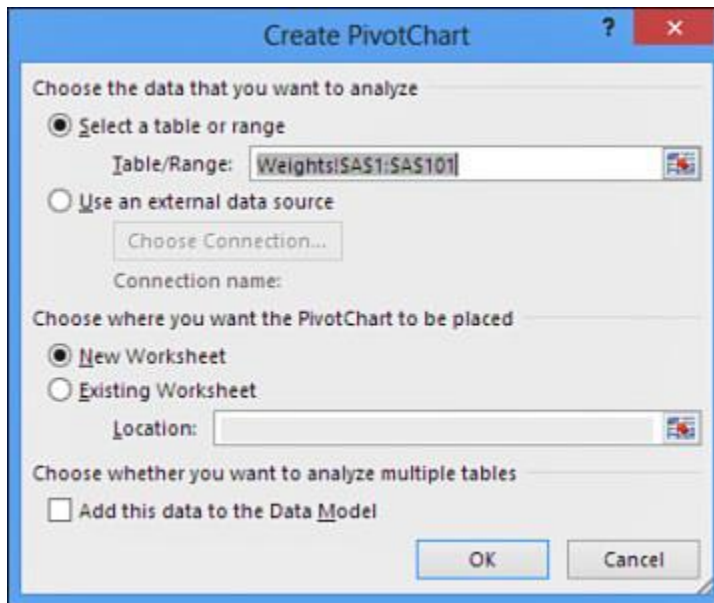 Create PivotChart
?
Choose the data that you want to analyze
Select a table or range
Table/Range: Weights!$A$1:$A$101
Use an external data source
Choose Connection...
Connection name:
Choose where you want the PivotChart to be placed
New Worksheet
Existing Worksheet
Location:
Choose whether you want to analyze multiple tables
Add this data to the Data Model
OK Cancel